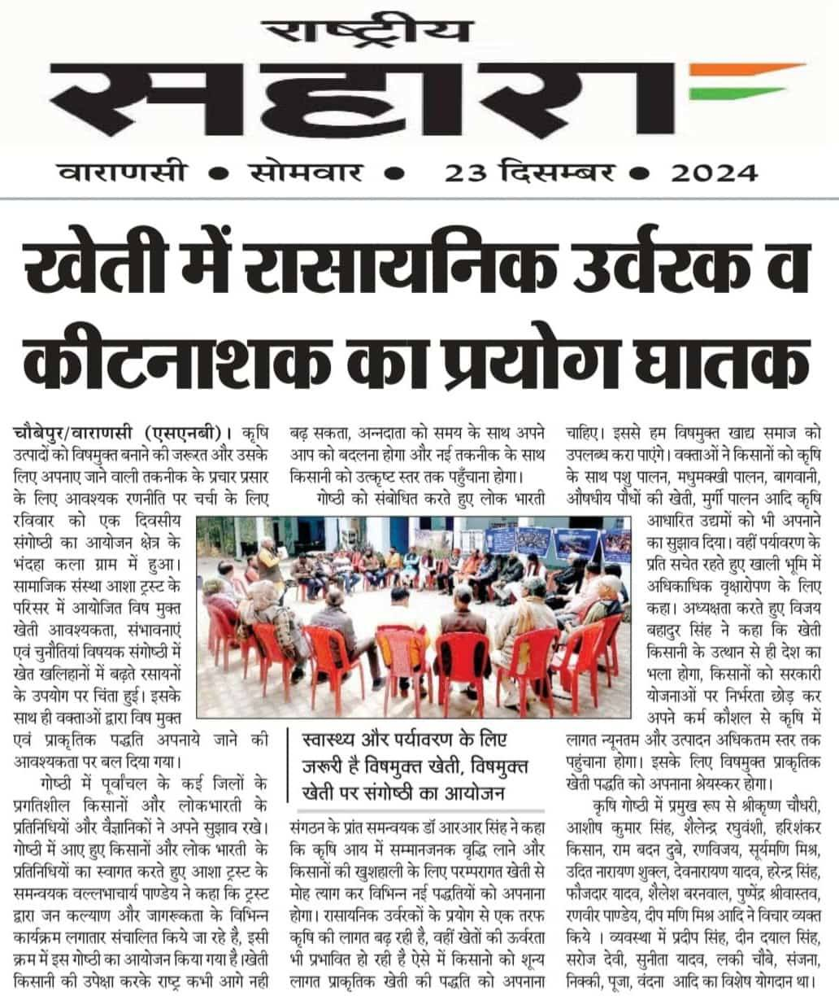 राष्ट्रीय
सहारा
वाराणसी ● सोमवार ● 23 दिसम्बर ● 2024
खेती में रासायनिक उर्वरक व
कीटनाशक का प्रयोग घातक
चौबेपुर/वाराणसी (एसएनबी)। कृषि
उत्पादों को विषमुक्त बनाने की जरूरत और उसके
लिए अपनाए जाने वाली तकनीक के प्रचार प्रसार
के लिए आवश्यक रणनीति पर चर्चा के लिए
रविवार को एक दिवसीय
संगोष्ठी का आयोजन क्षेत्र के
भंदहा कला ग्राम में हुआ।
सामाजिक संस्था आशा ट्रस्ट के
परिसर में आयोजित विष मुक्त
खेती आवश्यकता, संभावनाएं
एवं चुनौतियां विषयक संगोष्ठी में
खेत खलिहानों में बढ़ते रसायनों
के उपयोग पर चिंता हुई। इसके
साथ ही वक्ताओं द्वारा विष मुक्त
एवं प्राकृतिक पद्धति अपनाये जाने की
आवश्यकता पर बल दिया गया।
गोष्ठी में पूर्वांचल के कई जिलों के
प्रगतिशील किसानों और लोकभारती के
प्रतिनिधियों और वैज्ञानिकों ने अपने सुझाव रखे।
गोष्ठी में आए हुए किसानों और लोक भारती के
प्रतिनिधियों का स्वागत करते हुए आशा ट्रस्ट के
समन्वयक वल्लभाचार्य पाण्डेय ने कहा कि ट्रस्ट
द्वारा जन कल्याण और जागरूकता के विभिन्न
कार्यक्रम लगातार संचालित किये जा रहे है, इसी
क्रम में इस गोष्ठी का आयोजन किया गया है।खेती
किसानी की उपेक्षा करके राष्ट्र कभी आगे नही
बढ़ सकता, अन्नदाता को समय के साथ अपने
आप को बदलना होगा और नई तकनीक के साथ
किसानी को उत्कृष्ट स्तर तक पहुँचाना होगा।
गोष्ठी को संबोधित करते हुए लोक भारती
स्वास्थ्य और पर्यावरण के लिए
जरूरी है विषमुक्त खेती, विषमुक्त
खेती पर संगोष्ठी का आयोजन
संगठन के प्रांत समन्वयक डॉ आरआर सिंह ने कहा
कि कृषि आय में सम्मानजनक वृद्धि लाने और
किसानों की खुशहाली के लिए परम्परागत खेती से
मोह त्याग कर विभिन्न नई पद्धतियों को अपनाना
होगा। रासायनिक उर्वरकों के प्रयोग से एक तरफ
कृषि की लागत बढ़ रही है, वहीं खेतों की ऊर्वरता
भी प्रभावित हो रही है ऐसे में किसानो को शून्य
लागत प्राकृतिक खेती की पद्धति को अपनाना
चाहिए। इससे हम विषमुक्त खाद्य समाज को
उपलब्ध करा पाएंगे। वक्ताओं ने किसानों को कृषि
के साथ पशु पालन, मधुमक्खी पालन, बागवानी,
औषधीय पौधों की खेती, मुर्गी पालन आदि कृषि
आधारित उद्यमों को भी अपनाने
का सुझाव दिया। वहीं पर्यावरण के
प्रति सचेत रहते हुए खाली भूमि में
अधिकाधिक वृक्षारोपण के लिए
कहा। अध्यक्षता करते हुए विजय
बहादुर सिंह ने कहा कि खेती
किसानी के उत्थान से ही देश का
भला होगा, किसानों को सरकारी
योजनाओं पर निर्भरता छोड़ कर
अपने कर्म कौशल से कृषि में
लागत न्यूनतम और उत्पादन अधिकतम स्तर तक
पहुंचाना होगा। इसके लिए विषमुक्त प्राकृतिक
खेती पद्धति को अपनाना श्रेयस्कर होगा।
कृषि गोष्ठी में प्रमुख रूप से श्रीकृष्ण चौधरी,
आशीष कुमार सिंह, शैलेन्द्र रघुवंशी, हरिशंकर
किसान, राम बदन दुबे, रणविजय, सूर्यमणि मिश्र,
उदित नारायण शुक्ल, देवनारायण यादव, हरेन्द्र सिंह,
फौजदार यादव, शैलेश बरनवाल, पुष्पेंद्र श्रीवास्तव,
रणवीर पाण्डेय, दीप मणि मिश्र आदि ने विचार व्यक्त
किये । व्यवस्था में प्रदीप सिंह, दीन दयाल सिंह,
सरोज देवी, सुनीता यादव, लकी चौबे, संजना,
निक्की, पूजा, वंदना आदि का विशेष योगदान था।